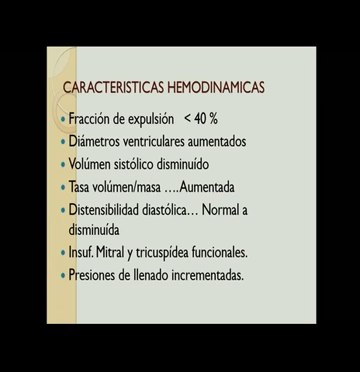 CARACTERISTICAS HEMODINAMICAS
Fracción de expulsión < 40 %
Diámetros ventriculares aumentados
Volúmen sistólico disminuído
Tasa volúmen/masa ....Aumentada
Distensibilidad diastólica... Normal a
disminuída
Insuf. Mitral y tricuspídea funcionales.
Presiones de llenado incrementadas.